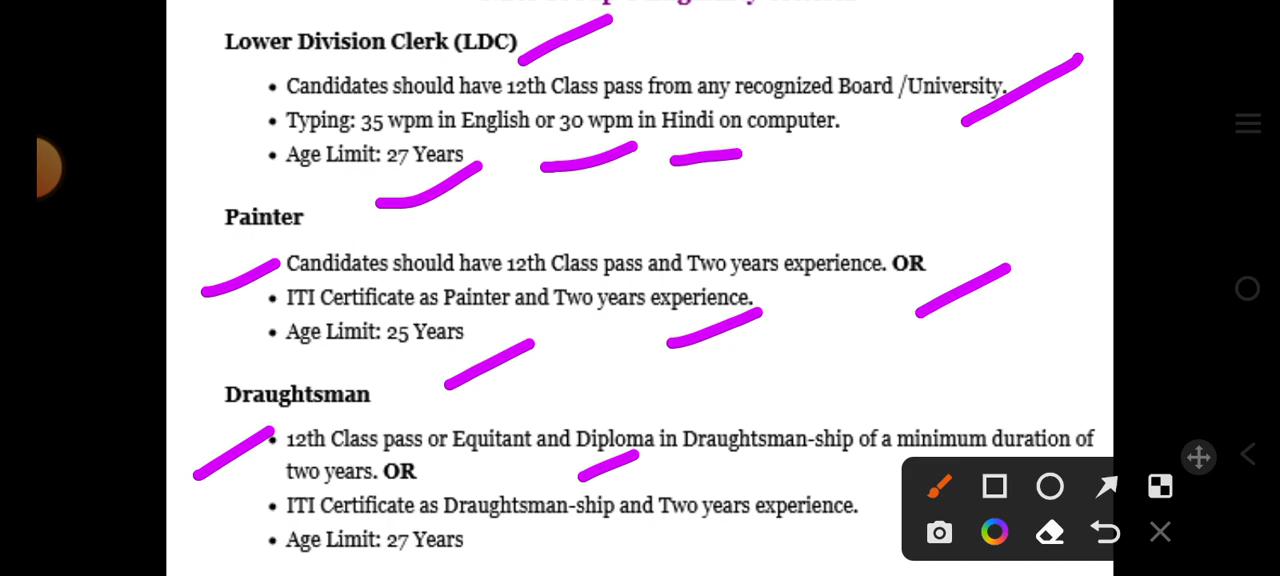 Lower Division Clerk (LDC)
• Candidates should have 12th Class pass from any recognized Board /University.
• Typing: 35 wpm in English or 30 wpm in Hindi on computer.
• Age Limit: 27 Years
Painter
Candidates should have 12th Class pass and Two years experience. OR
• ITI Certificate as Painter and Two years experience.
• Age Limit: 25 Years
Draughtsman
• 12th Class pass or Equitant and Diploma in Draughtsman-ship of a minimum duration of
two years. OR
• ITI Certificate as Draughtsman-ship and Two years experience.
• Age Limit: 27 Years